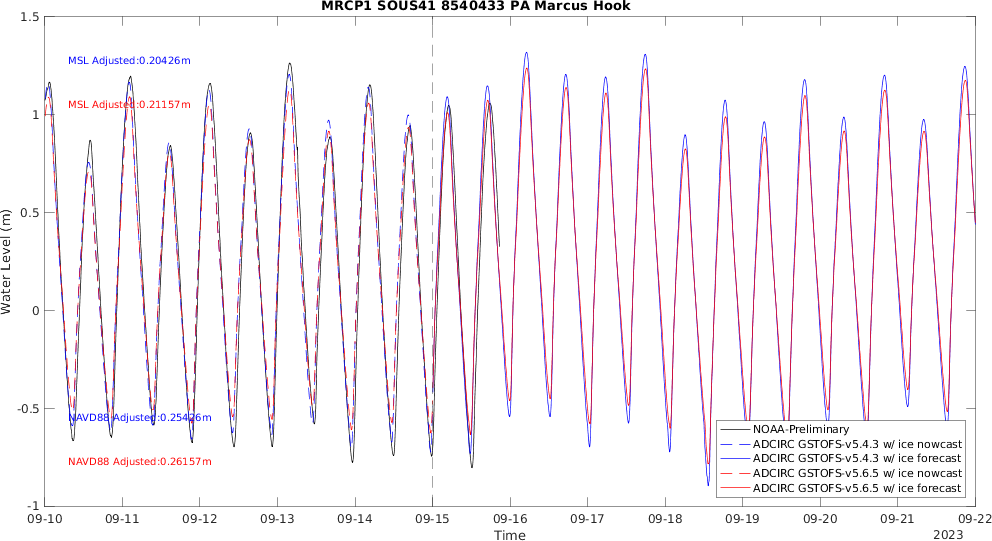 MRCP1 SOUS41 8540433 PA Marcus Hook
1.5
1
0.5
0
-0.5
-1
Water Level (m)
MSL Adjusted:0.20426m
MSL Adjusted:0.21157m
NAVD88 Adjusted:0.25426m
NAVD88 Adjusted:0.26157m
NOAA-Preliminary
ADCIRC GSTOFS-v5.4.3 w/ ice nowcast
ADCIRC GSTOFS-v5.4.3 w/ ice forecast
ADCIRC GSTOFS-v5.6.5 w/ ice nowcast
ADCIRC GSTOFS-v5.6.5 w/ ice forecast
09-10 09-11 09-12 09-13 09-14 09-15 09-16 09-17 09-18 09-19 09-20 09-21 09-22
Time
2023